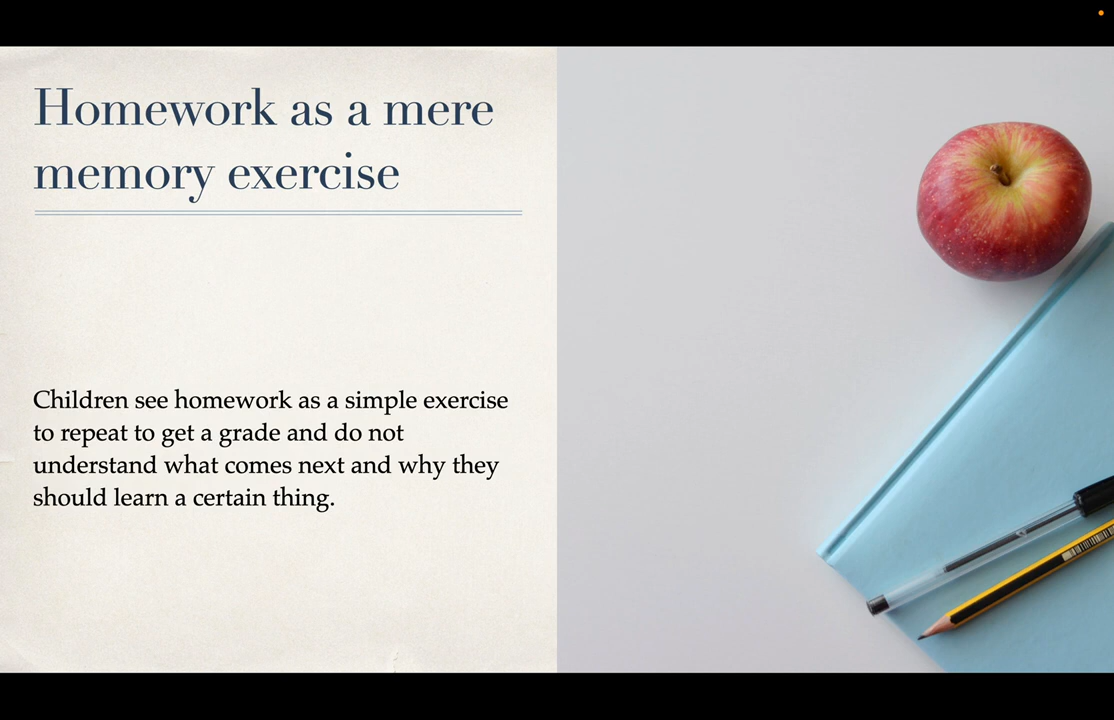 Homework as a mere
memory exercise
Children see homework as a simple exercise
to repeat to get a grade and do not
understand what comes next and why they
should learn a certain thing.